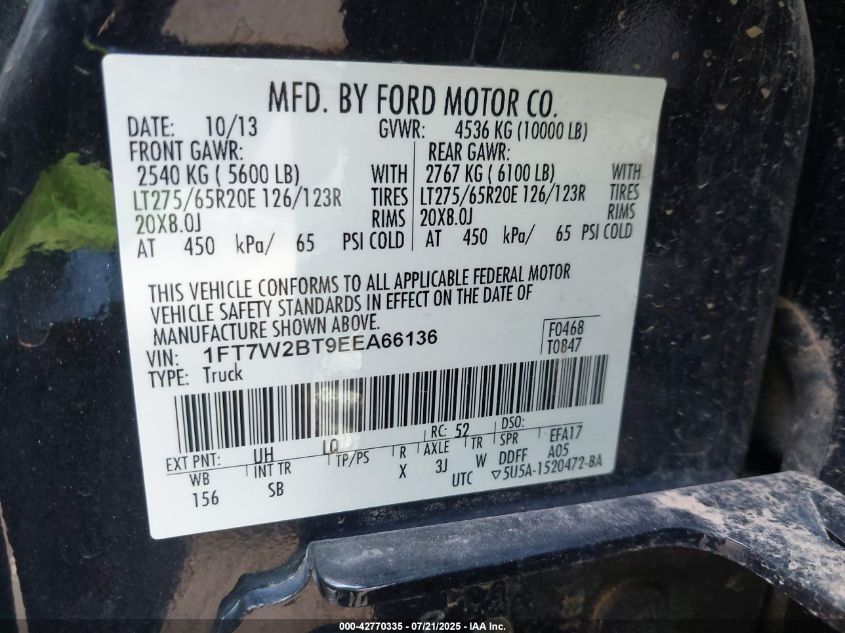 MFD. BY FORD MOTOR CO.
DATE: 10/13 GVWR: 4536 KG (10000 LB)
FRONT GAWR: REAR GAWR:
2540 KG ( 5600 LB) WITH 2767 KG ( 6100 LB) WITH
LT275/65R20E 126/123R TIRES LT275/65R20E 126/123R TIRES
20X8.0J RIMS 20X8.0J RIMS
AT 450 kPa/ 65 PSI COLD AT 450 kPa/ 65 PSI COLD
THIS VEHICLE CONFORMS TO ALL APPLICABLE FEDERAL MOTOR
VEHICLE SAFETY STANDARDS IN EFFECT ON THE DATE OF
MANUFACTURE SHOWN ABOVE.
VIN: 1FT7W2BT9EEA66136 F0468
TYPE: Truck T0847
EXT PNT: UH LQ RC: 52 DSO:
WB INT TR TP/PS R AXLE TR SPR EFA17
156 SB X 3J W DDFF A05
UTC ▽5U5A-1520472-BA
000-42770335 - 07/21/2025 - IAA Inc.